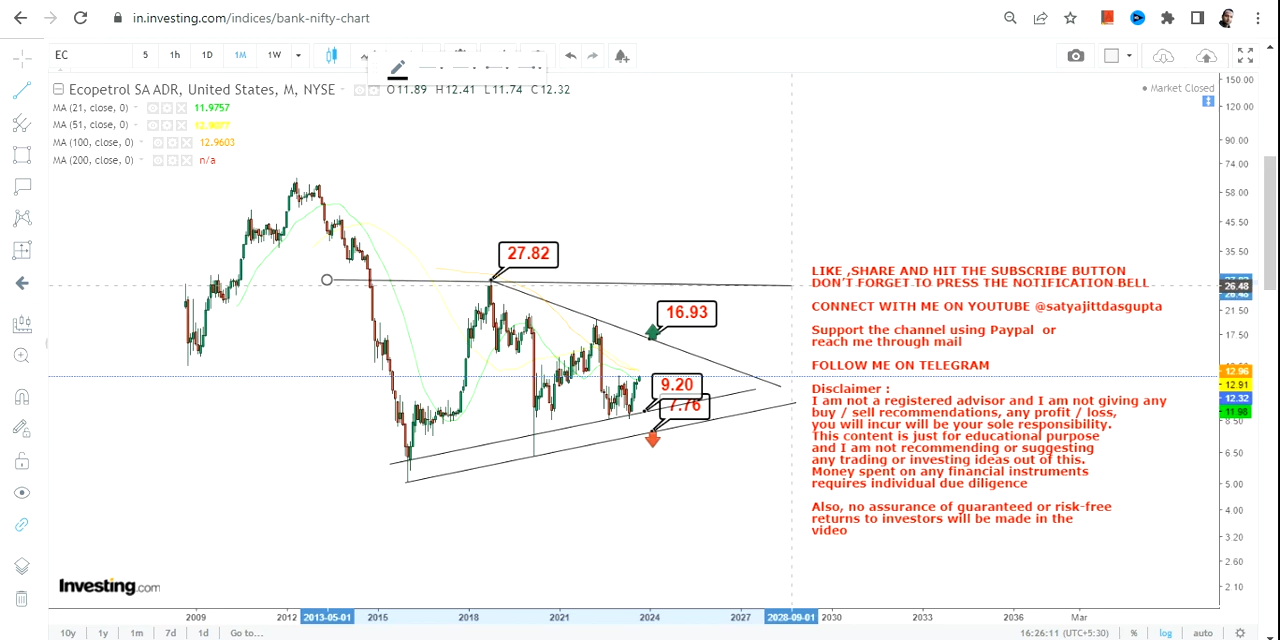 in.investing.com/indices/bank-nifty-chart
EC 5 1h 1D 1M 1W
Ecopetrol SA ADR, United States, M, NYSE O11.89 H12.41 L11.74 C12.32
Market Closed
MA (21, close, 0) 11.9757
MA (51, close, 0)
MA (100, close, 0) 12.9603
MA (200, close, 0) n/a
27.82
16.93
9.20
7.76
LIKE ,SHARE AND HIT THE SUBSCRIBE BUTTON
DON'T FORGET TO PRESS THE NOTIFICATION BELL
CONNECT WITH ME ON YOUTUBE @satyajittdasgupta
Support the channel using Paypal or
reach me through mail
FOLLOW ME ON TELEGRAM
Disclaimer :
I am not a registered advisor and I am not giving any
buy / sell recommendations, any profit / loss,
you will incur will be your sole responsibility.
This content is just for educational purpose
and I am not recommending or suggesting
any trading or investing ideas out of this.
Money spent on any financial instruments
requires individual due diligence
Also, no assurance of guaranteed or risk-free
returns to investors will be made in the
video
150.00
120.00
90.00
74.00
58.00
45.50
35.50
26.48
21.50
17.50
12.96
12.91
12.32
11.98
8.50
6.50
5.00
4.00
3.20
2.60
2.10
Investing.com
2009 2012 2013-05-01 2015 2018 2021 2024 2027 2028-09-01 2030 2033 2036 Mar
10y 1y 1m 7d 1d Go to... 16:26:11 (UTC+5:30) % log auto